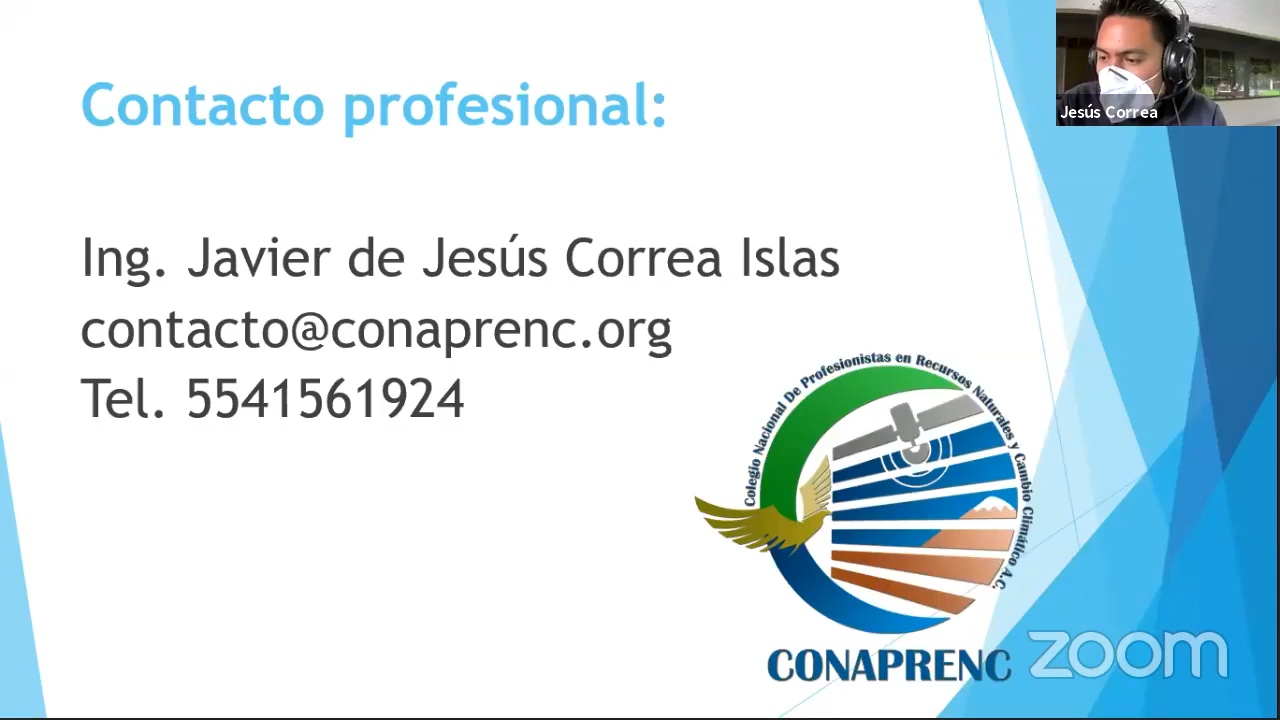 Contacto profesional:
Jesús Correa
Ing. Javier de Jesús Correa Islas
contacto@conaprenc.org
Tel. 5541561924
Colegio Nacional De Profesionistas en Recursos Naturales y Cambio Climático A.C.
CONAPRENC
zoom